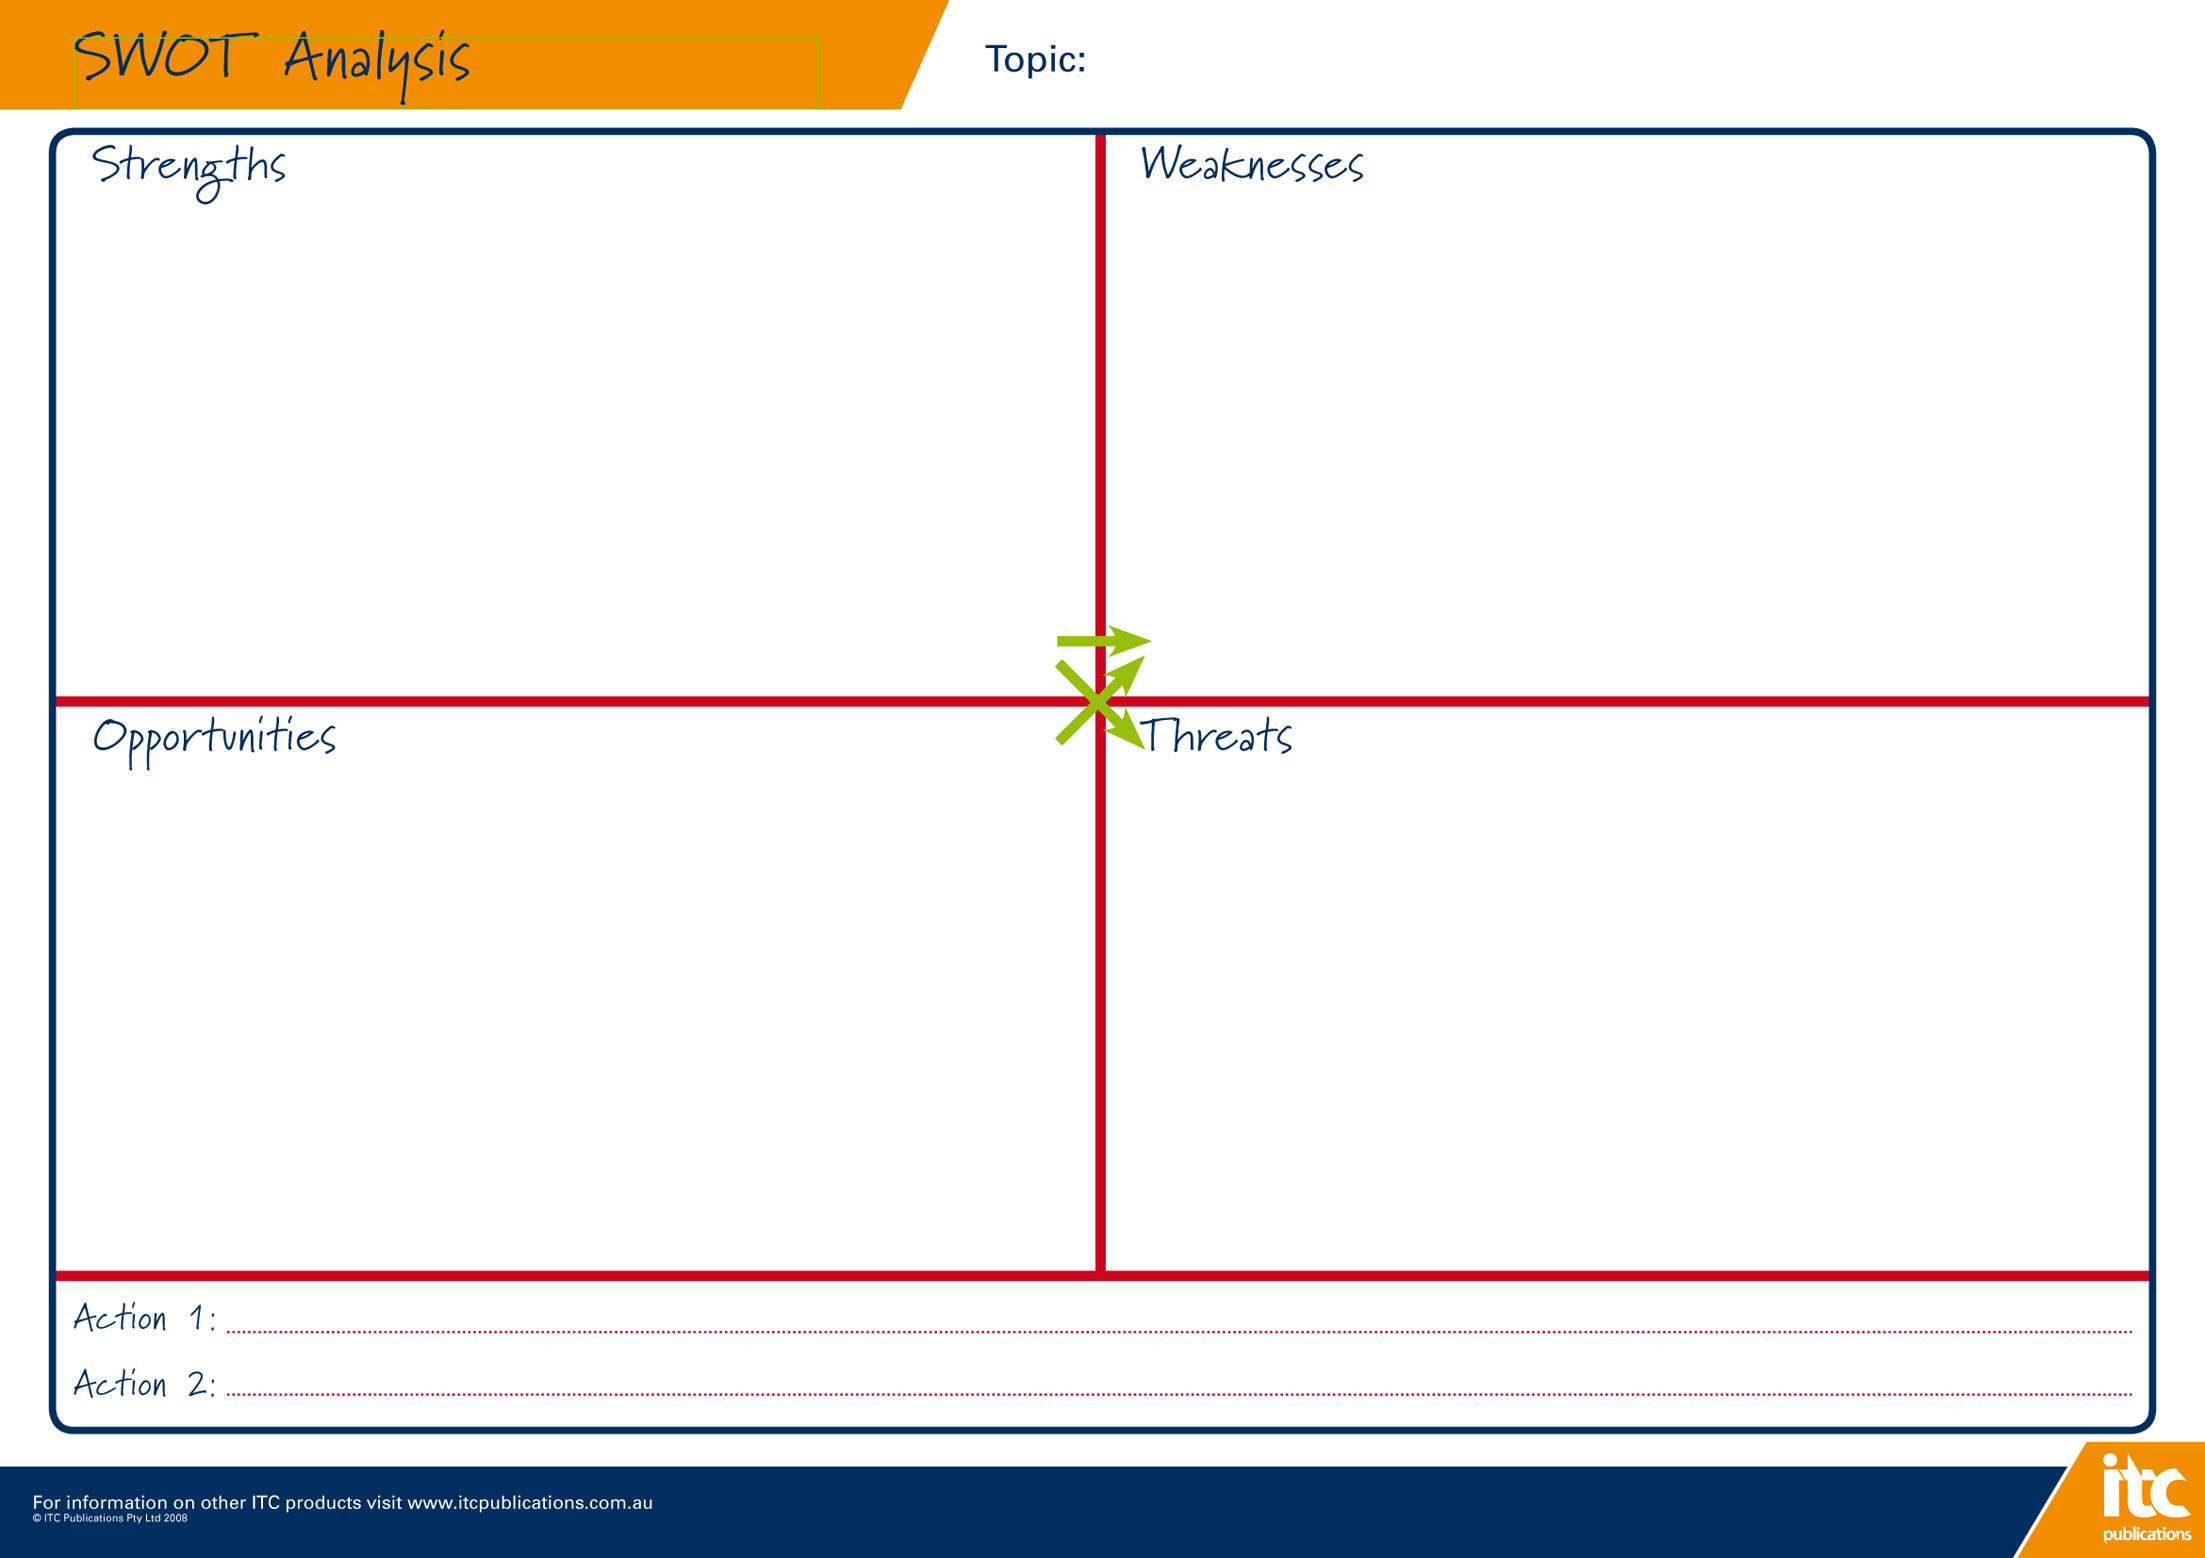 SWOT Analysis
Topic:
Strengths
Weaknesses
Opportunities
Threats
Action 1:
Action 2:
For information on other ITC products visit www.itcpublications.com.au
© ITC Publications Pty Ltd 2008
itc
publications